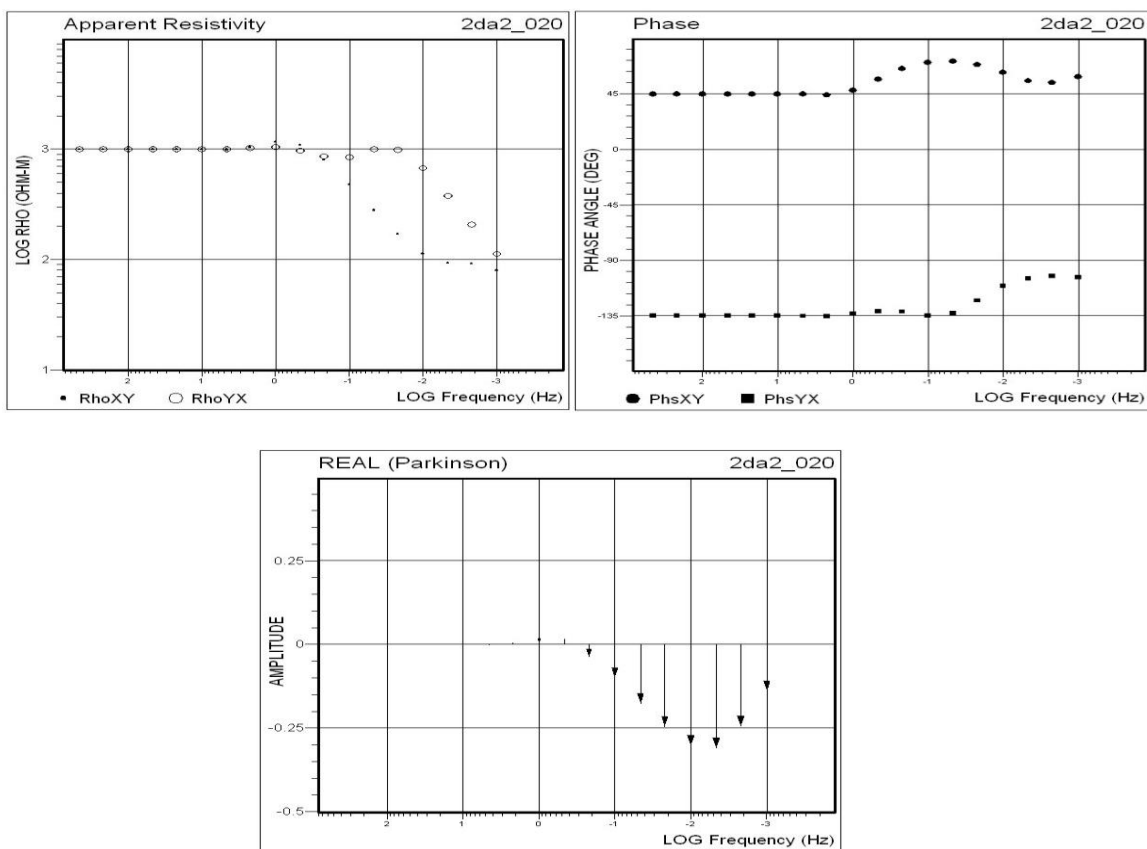 Apparent Resistivity 2da2_020
LOG RHO (OHM-M)
3
2
1
2 1 0 -1 -2 -3
• RhoXY ○ RhoYX LOG Frequency (Hz)
Phase 2da2_020
PHASE ANGLE (DEG)
45
0
-45
-90
-135
2 1 0 -1 -2 -3
● PhsXY ■ PhsYX LOG Frequency (Hz)
REAL (Parkinson) 2da2_020
AMPLITUDE
0.25
0
-0.25
-0.5
2 1 0 -1 -2 -3
LOG Frequency (Hz)